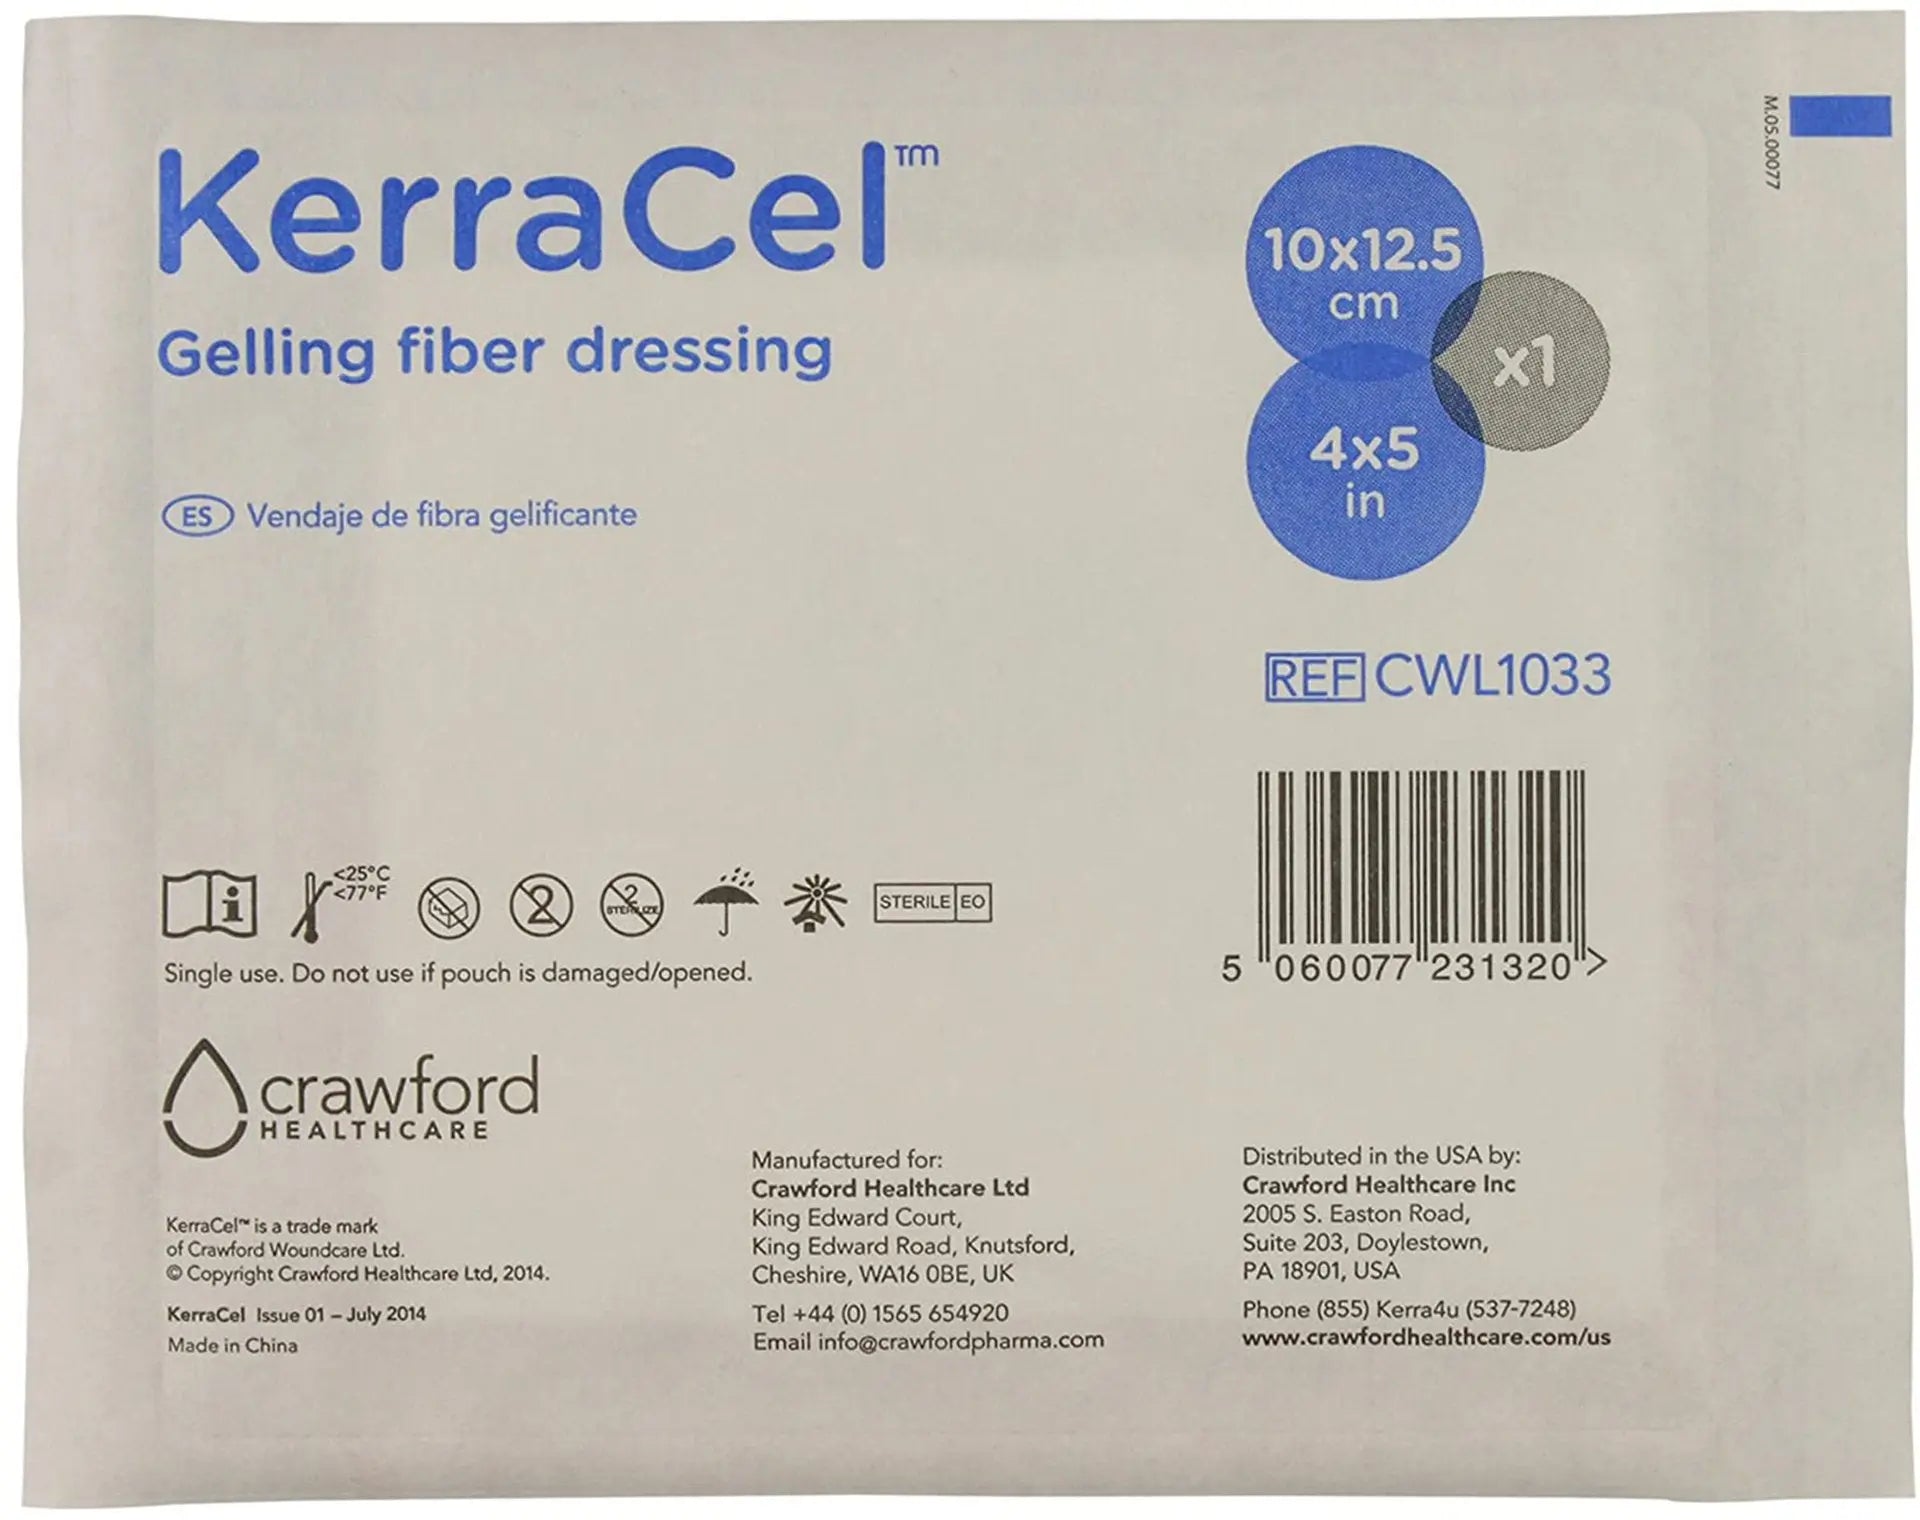 KerraCel™
Gelling fiber dressing
ES Vendaje de fibra gelificante
10x12.5
cm
x1
4x5
in
M.05.00077
REF CWL1033
5 060077 231320 >
<25°C
<77°F
2
2
STERILIZE
STERILE EO
Single use. Do not use if pouch is damaged/opened.
crawford
HEALTHCARE
KerraCel™ is a trade mark
of Crawford Woundcare Ltd.
© Copyright Crawford Healthcare Ltd, 2014.
KerraCel Issue 01 – July 2014
Made in China
Manufactured for:
Crawford Healthcare Ltd
King Edward Court,
King Edward Road, Knutsford,
Cheshire, WA16 0BE, UK
Tel +44 (0) 1565 654920
Email info@crawfordpharma.com
Distributed in the USA by:
Crawford Healthcare Inc
2005 S. Easton Road,
Suite 203, Doylestown,
PA 18901, USA
Phone (855) Kerra4u (537-7248)
www.crawfordhealthcare.com/us